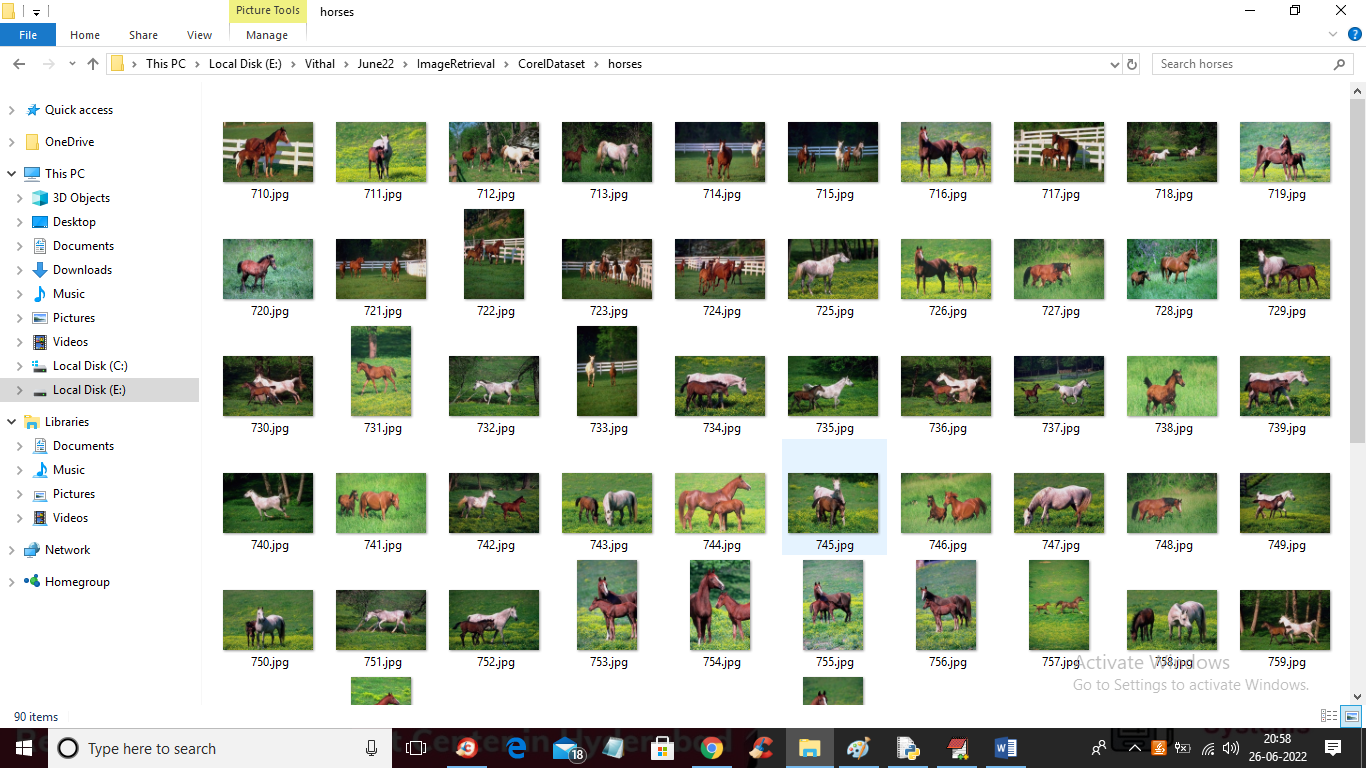 Picture Tools
horses
File
Home
Share
View
Manage
This PC
Local Disk (E:)
Vithal
June22
ImageRetrieval
CorelDataset
horses
Search horses
Quick access
OneDrive
This PC
3D Objects
Desktop
Documents
Downloads
Music
Pictures
Videos
Local Disk (C:)
Local Disk (E:)
Libraries
Documents
Music
Pictures
Videos
Network
Homegroup
710.jpg 711.jpg 712.jpg 713.jpg 714.jpg 715.jpg 716.jpg 717.jpg 718.jpg 719.jpg
720.jpg 721.jpg 722.jpg 723.jpg 724.jpg 725.jpg 726.jpg 727.jpg 728.jpg 729.jpg
730.jpg 731.jpg 732.jpg 733.jpg 734.jpg 735.jpg 736.jpg 737.jpg 738.jpg 739.jpg
740.jpg 741.jpg 742.jpg 743.jpg 744.jpg 745.jpg 746.jpg 747.jpg 748.jpg 749.jpg
750.jpg 751.jpg 752.jpg 753.jpg 754.jpg 755.jpg 756.jpg 757.jpg 758.jpg 759.jpg
Activate Windows
Go to Settings to activate Windows.
90 items
Type here to search
18
20:58
26-06-2022